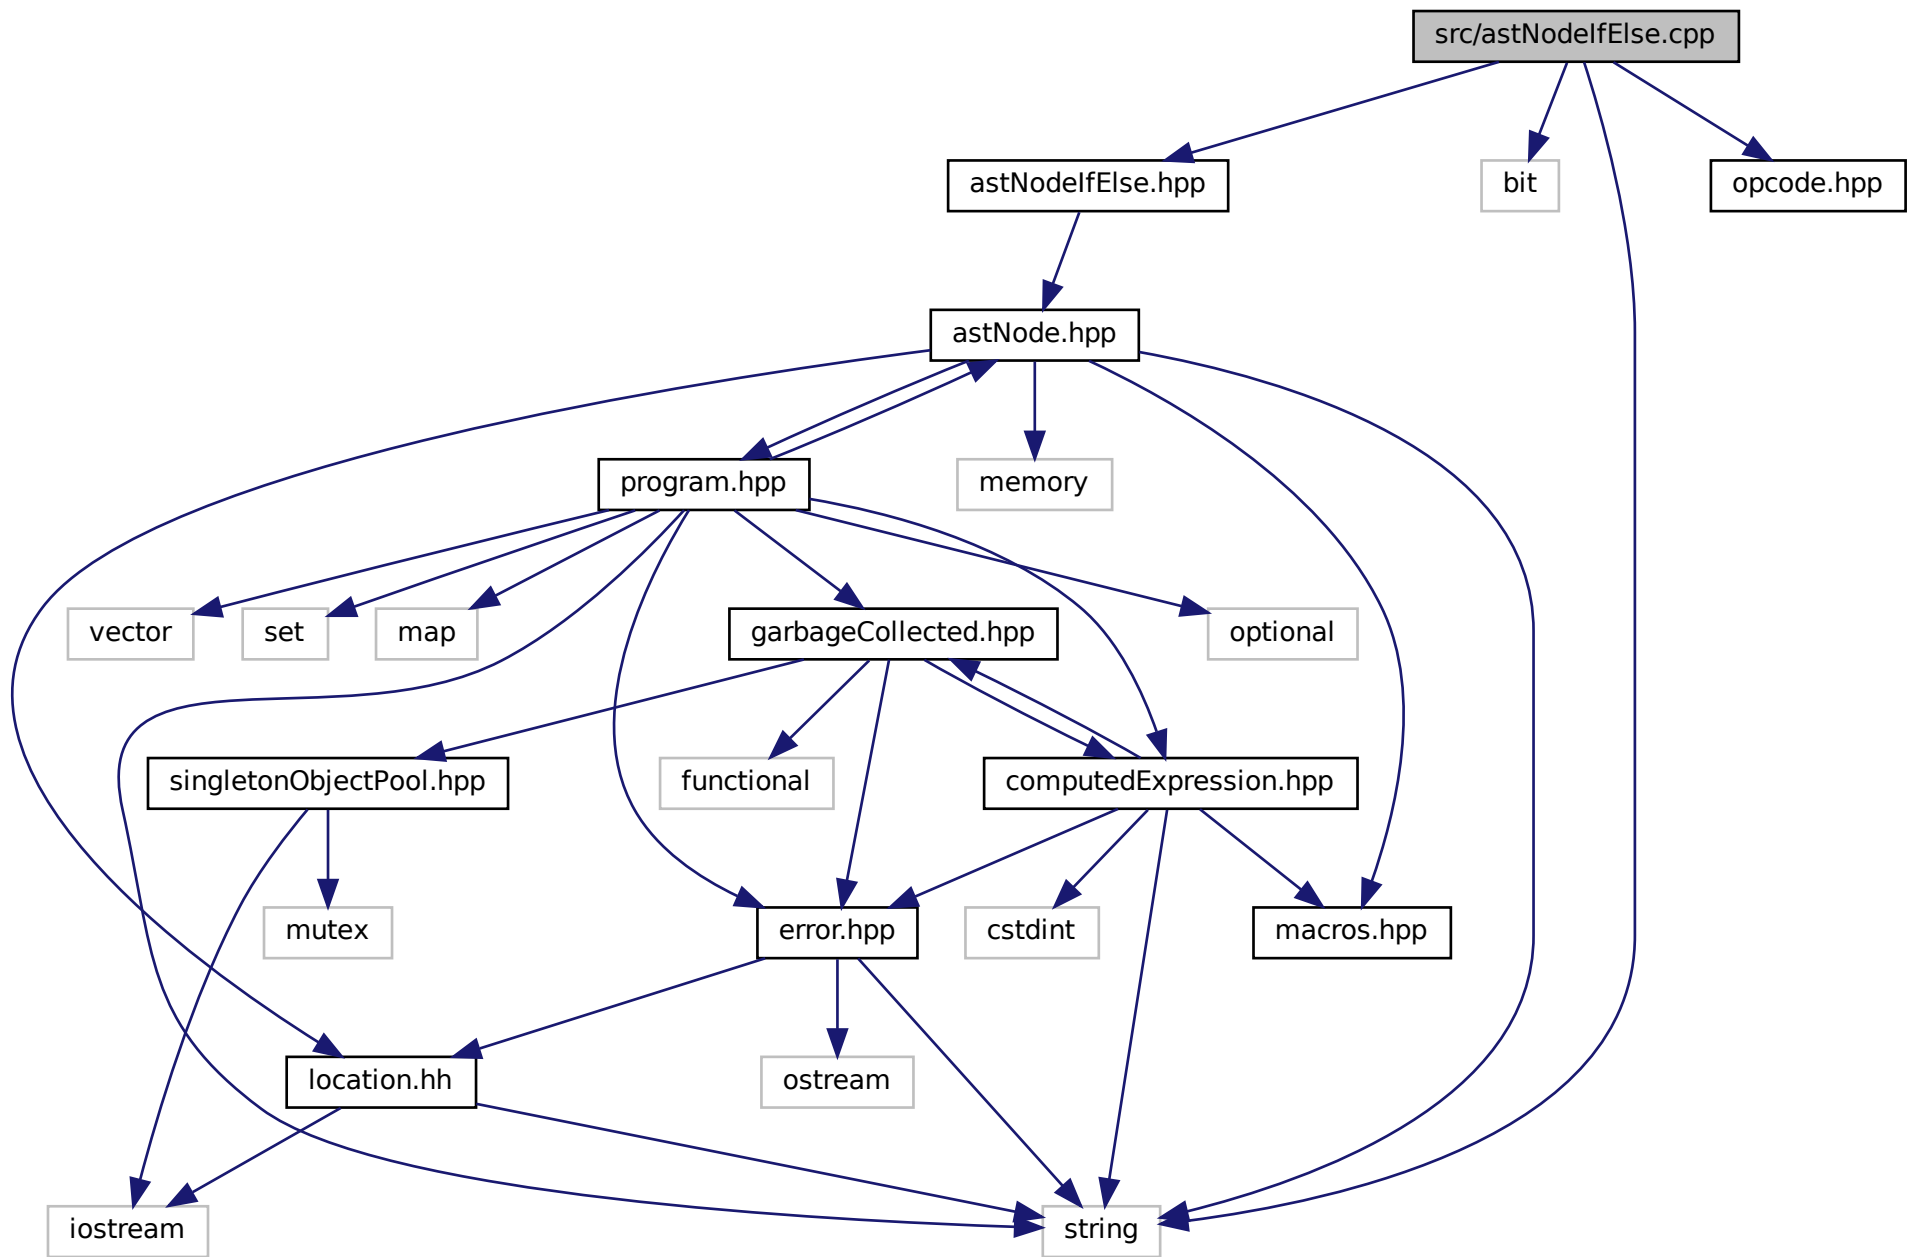 src/astNodeIfElse.cpp
astNodeIfElse.hpp
bit
opcode.hpp
astNode.hpp
program.hpp
memory
vector
set
map
garbageCollected.hpp
optional
singletonObjectPool.hpp
functional
computedExpression.hpp
mutex
error.hpp
cstdint
macros.hpp
location.hh
ostream
iostream
string